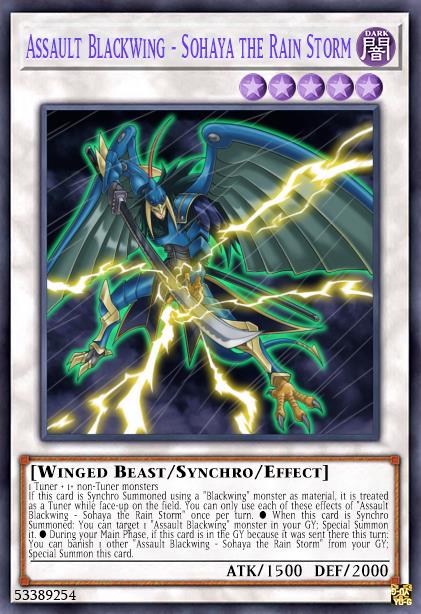 ASSAULT BLACKWING - SOHAYA THE RAIN STORM
DARK
闇
[WINGED BEAST/SYNCHRO/EFFECT]
1 Tuner + 1+ non-Tuner monsters
If this card is Synchro Summoned using a "Blackwing" monster as material, it is treated
as a Tuner while face-up on the field. You can only use each of these effects of "Assault
Blackwing - Sohaya the Rain Storm" once per turn. ● When this card is Synchro
Summoned: You can target 1 "Assault Blackwing" monster in your GY; Special Summon
it. ● During your Main Phase, if this card is in the GY because it was sent there this turn:
You can banish 1 other "Assault Blackwing - Sohaya the Rain Storm" from your GY;
Special Summon this card.
ATK/1500 DEF/2000
53389254